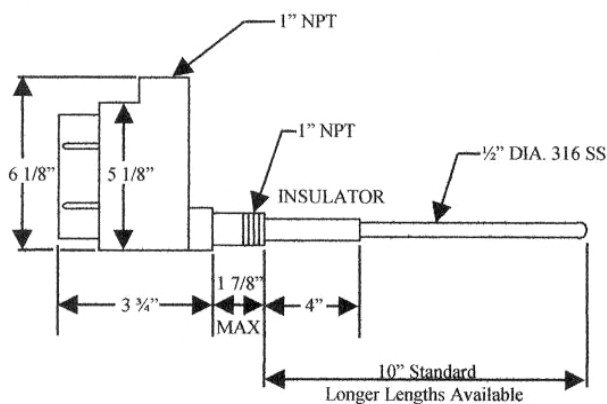 1” NPT
1” NPT
½” DIA. 316 SS
6 1/8”
5 1/8”
INSULATOR
1 7/8”
3 ¾”
4”
MAX
10” Standard
Longer Lengths Available